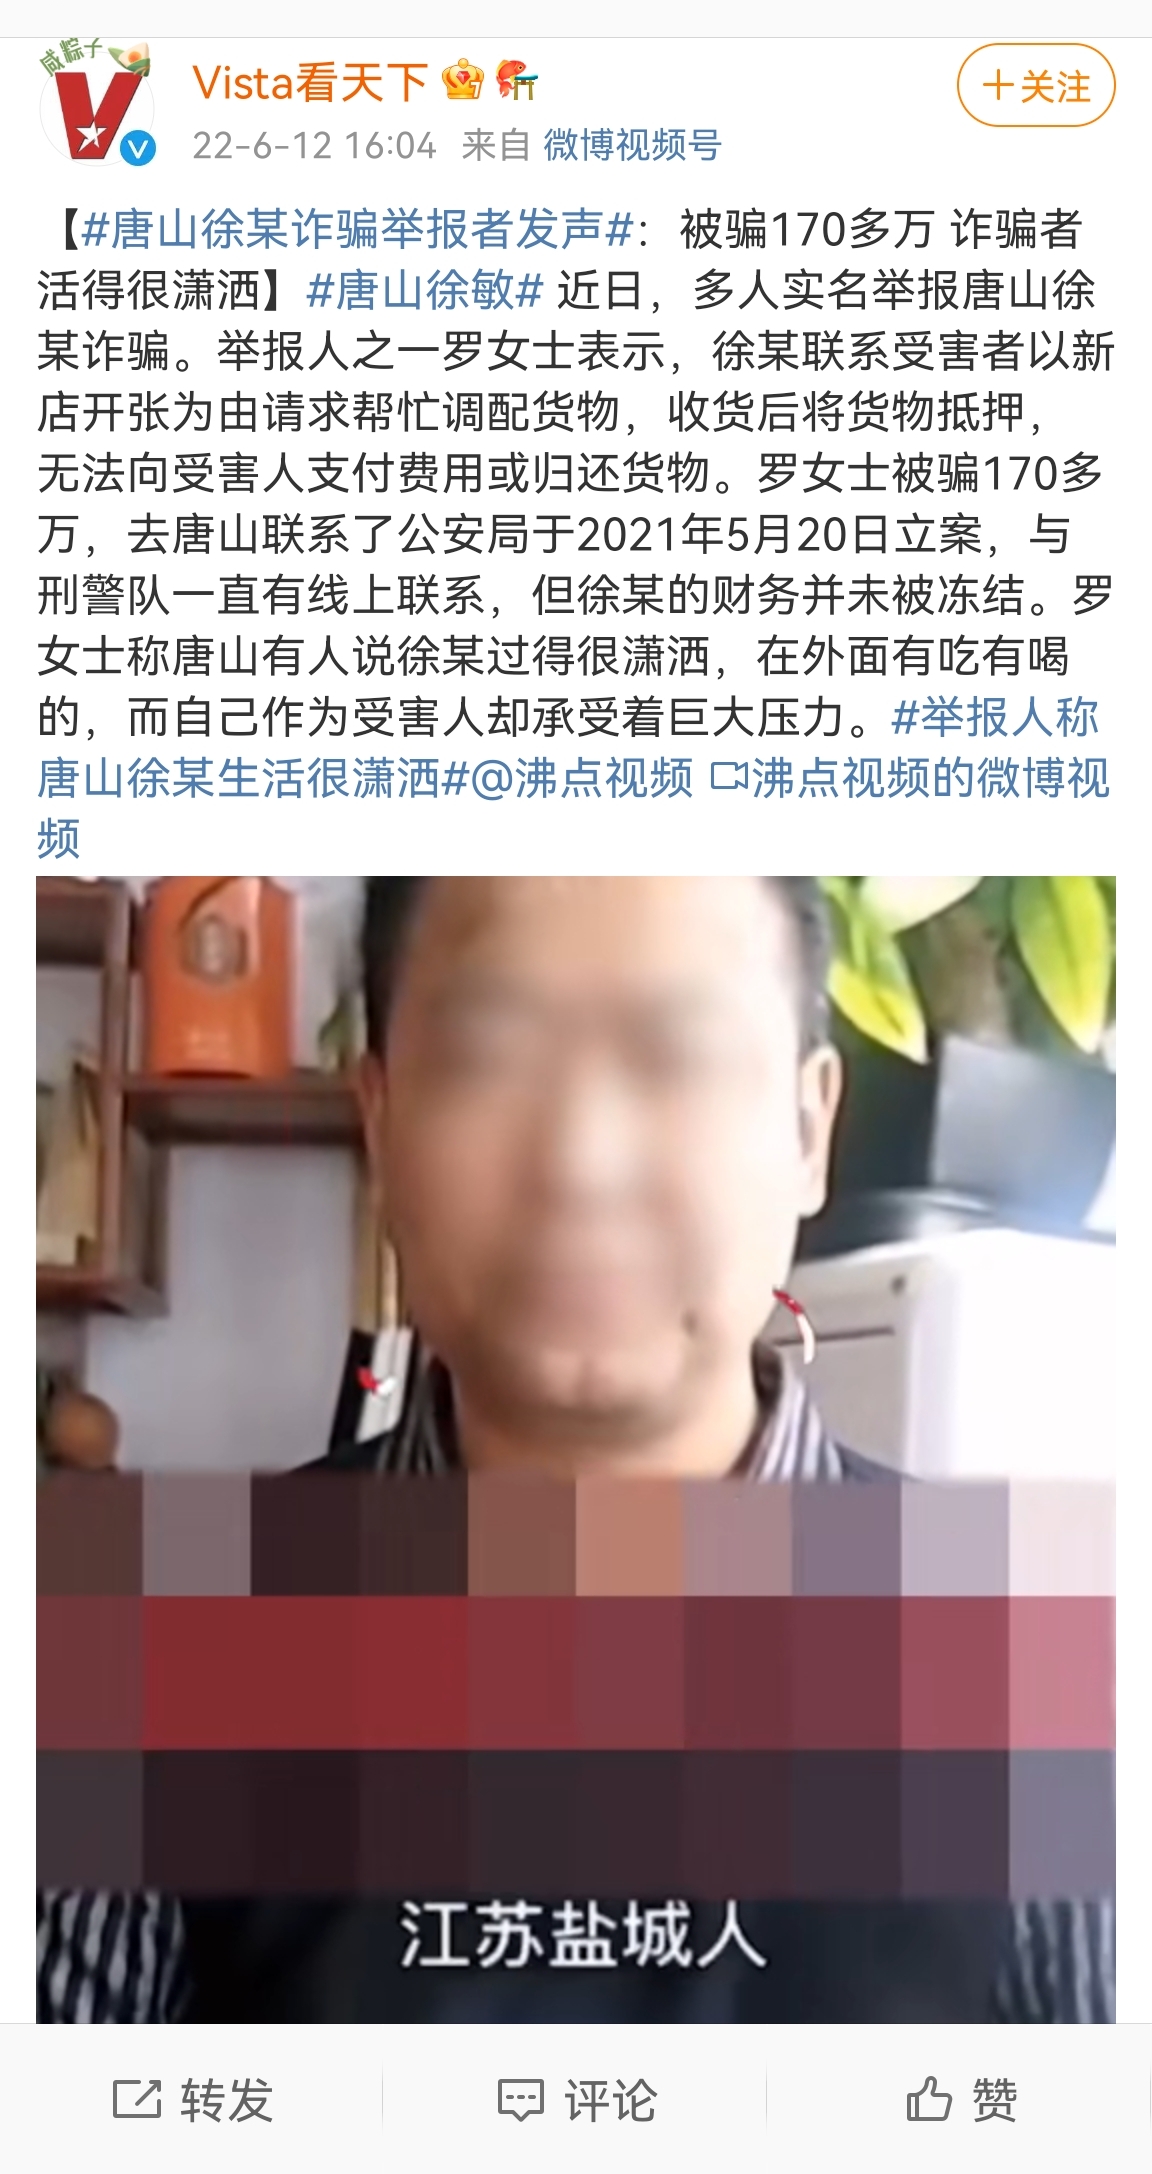 咸粽子
Vista看天下
22-6-12 16:04 来自 微博视频号
+关注
【#唐山徐某诈骗举报者发声#：被骗170多万 诈骗者
活得很潇洒】#唐山徐敏# 近日，多人实名举报唐山徐
某诈骗。举报人之一罗女士表示，徐某联系受害者以新
店开张为由请求帮忙调配货物，收货后将货物抵押，
无法向受害人支付费用或归还货物。罗女士被骗170多
万，去唐山联系了公安局于2021年5月20日立案，与
刑警队一直有线上联系，但徐某的财务并未被冻结。罗
女士称唐山有人说徐某过得很潇洒，在外面有吃有喝
的，而自己作为受害人却承受着巨大压力。#举报人称
唐山徐某生活很潇洒#@沸点视频 沸点视频的微博视
频
江苏盐城人
转发
评论
赞